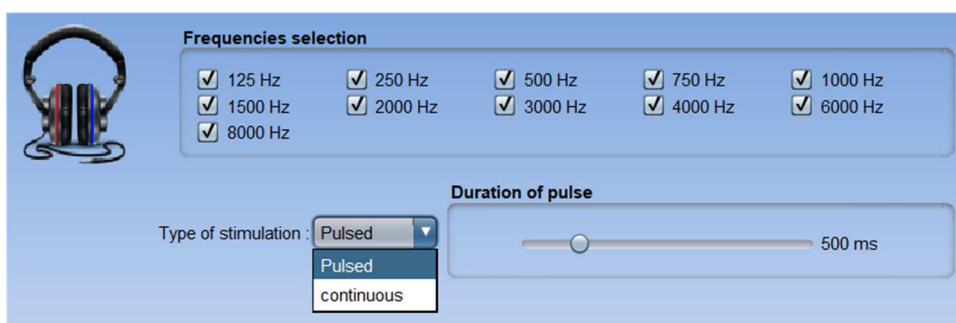 Frequencies selection
125 Hz 250 Hz 500 Hz 750 Hz 1000 Hz
1500 Hz 2000 Hz 3000 Hz 4000 Hz 6000 Hz
8000 Hz
Duration of pulse
Type of stimulation : Pulsed 500 ms
Pulsed
continuous